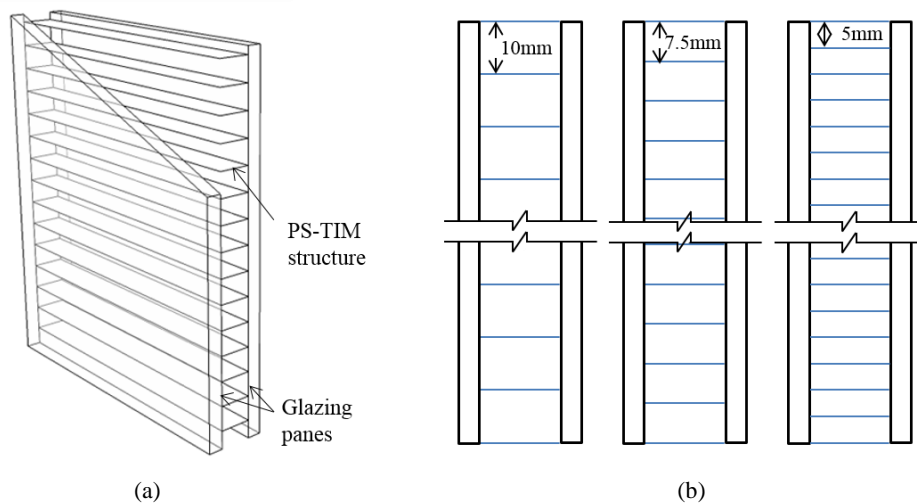 10mm
7.5mm
5mm
PS-TIM
structure
Glazing
panes
(a)
(b)